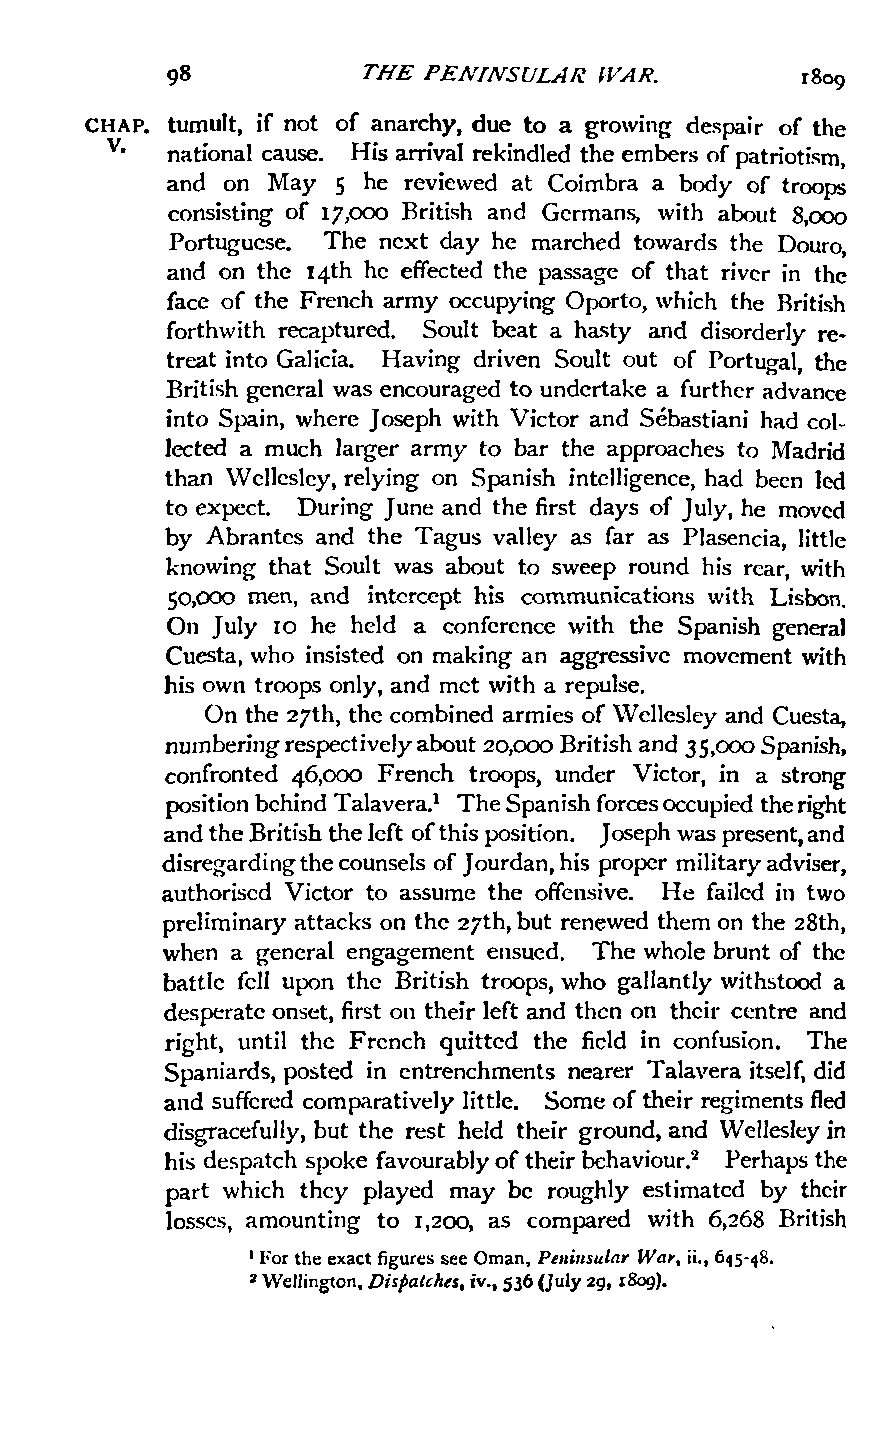 98 THE PENINSULAR WAR. 1809
CHAP. tumult, if not of anarchy, due to a growing despair of the
V. national cause. His arrival rekindled the embers of patriotism,
and on May 5 he reviewed at Coimbra a body of troops
consisting of 17,000 British and Germans, with about 8,000
Portuguese. The next day he marched towards the Douro,
and on the 14th he effected the passage of that river in the
face of the French army occupying Oporto, which the British
forthwith recaptured. Soult beat a hasty and disorderly re-
treat into Galicia. Having driven Soult out of Portugal, the
British general was encouraged to undertake a further advance
into Spain, where Joseph with Victor and Sébastiani had col-
lected a much larger army to bar the approaches to Madrid
than Wellesley, relying on Spanish intelligence, had been led
to expect. During June and the first days of July, he moved
by Abrantes and the Tagus valley as far as Plasencia, little
knowing that Soult was about to sweep round his rear, with
50,000 men, and intercept his communications with Lisbon.
On July 10 he held a conference with the Spanish general
Cuesta, who insisted on making an aggressive movement with
his own troops only, and met with a repulse.
On the 27th, the combined armies of Wellesley and Cuesta,
numbering respectively about 20,000 British and 35,000 Spanish,
confronted 46,000 French troops, under Victor, in a strong
position behind Talavera.¹ The Spanish forces occupied the right
and the British the left of this position. Joseph was present, and
disregarding the counsels of Jourdan, his proper military adviser,
authorised Victor to assume the offensive. He failed in two
preliminary attacks on the 27th, but renewed them on the 28th,
when a general engagement ensued. The whole brunt of the
battle fell upon the British troops, who gallantly withstood a
desperate onset, first on their left and then on their centre and
right, until the French quitted the field in confusion. The
Spaniards, posted in entrenchments nearer Talavera itself, did
and suffered comparatively little. Some of their regiments fled
disgracefully, but the rest held their ground, and Wellesley in
his despatch spoke favourably of their behaviour.² Perhaps the
part which they played may be roughly estimated by their
losses, amounting to 1,200, as compared with 6,268 British
¹ For the exact figures see Oman, Peninsular War, ii., 645-48.
² Wellington, Dispatches, iv., 536 (July 29, 1809).